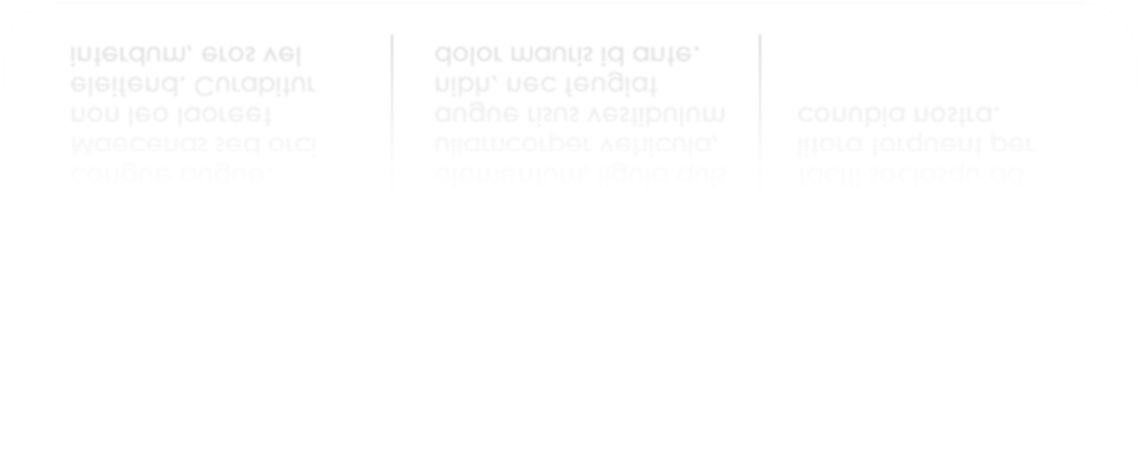 congue augue.
Maecenas sed orci
non leo laoreet
eleifend. Curabitur
interdum, eros vel
elementum, ligula quis
ullamcorper vehicula,
augue risus vestibulum
nibh, nec feugiat
dolor mauris id ante.
taciti sociosqu ad
litora torquent per
conubia nostra.